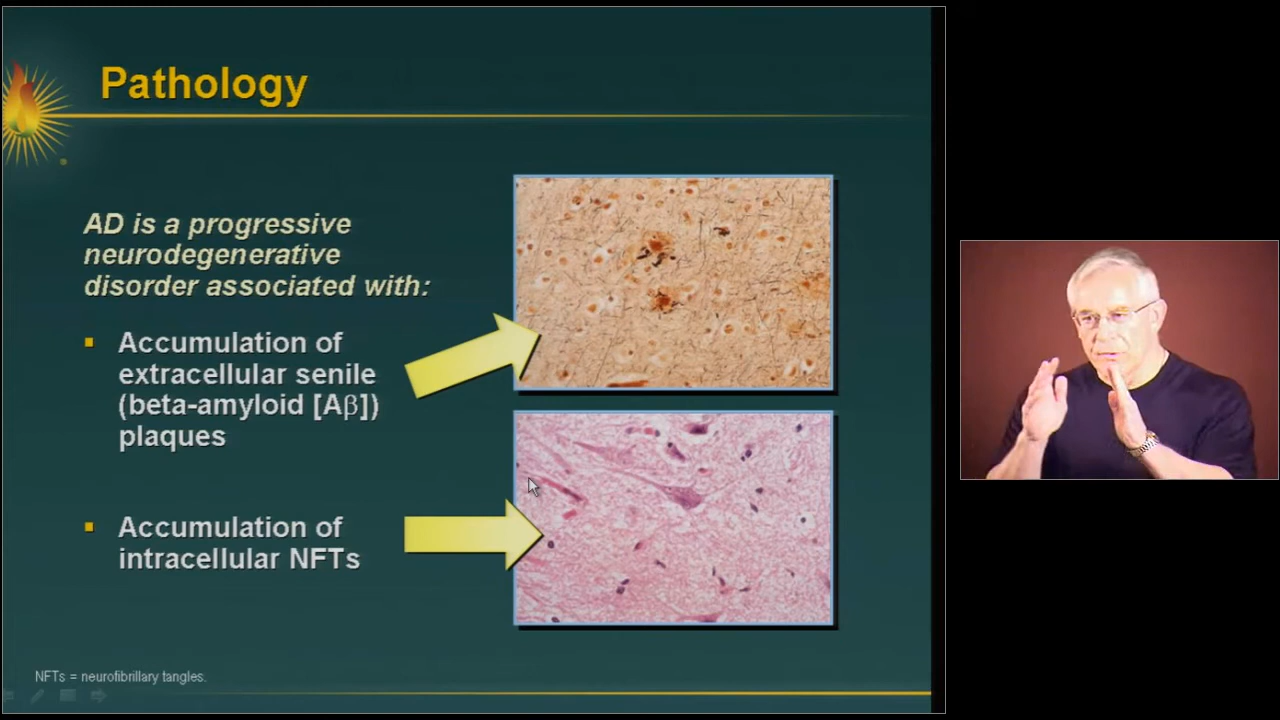 Pathology
AD is a progressive
neurodegenerative
disorder associated with:
Accumulation of
extracellular senile
(beta-amyloid [Aβ])
plaques
Accumulation of
intracellular NFTs
NFTs = neurofibrillary tangles.